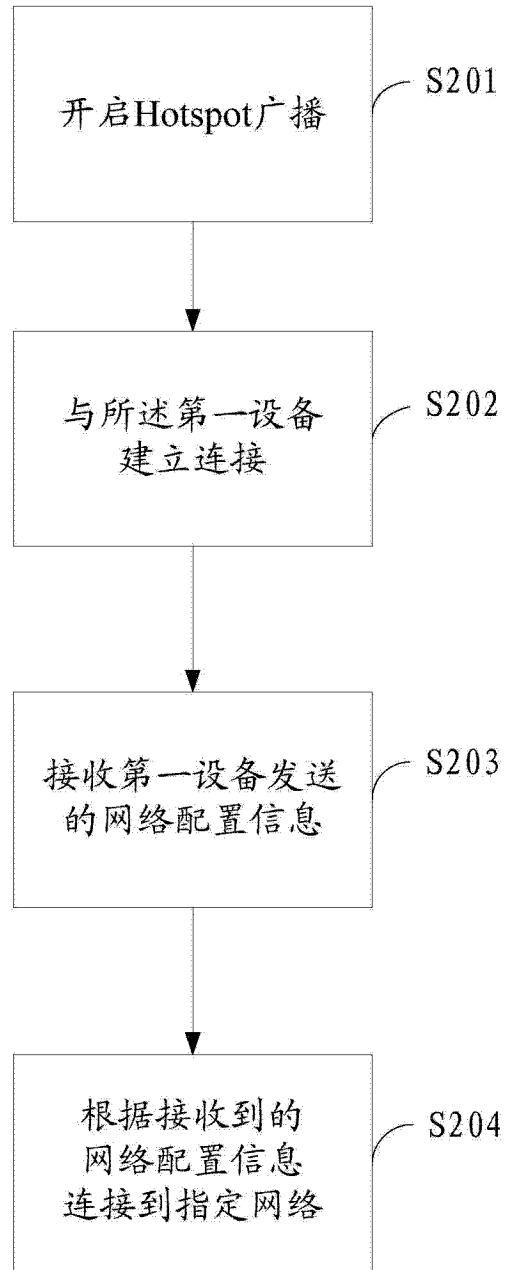 开启Hotspot广播
S201
与所述第一设备
建立连接
S202
接收第一设备发送
的网络配置信息
S203
根据接收到的
网络配置信息
连接到指定网络
S204